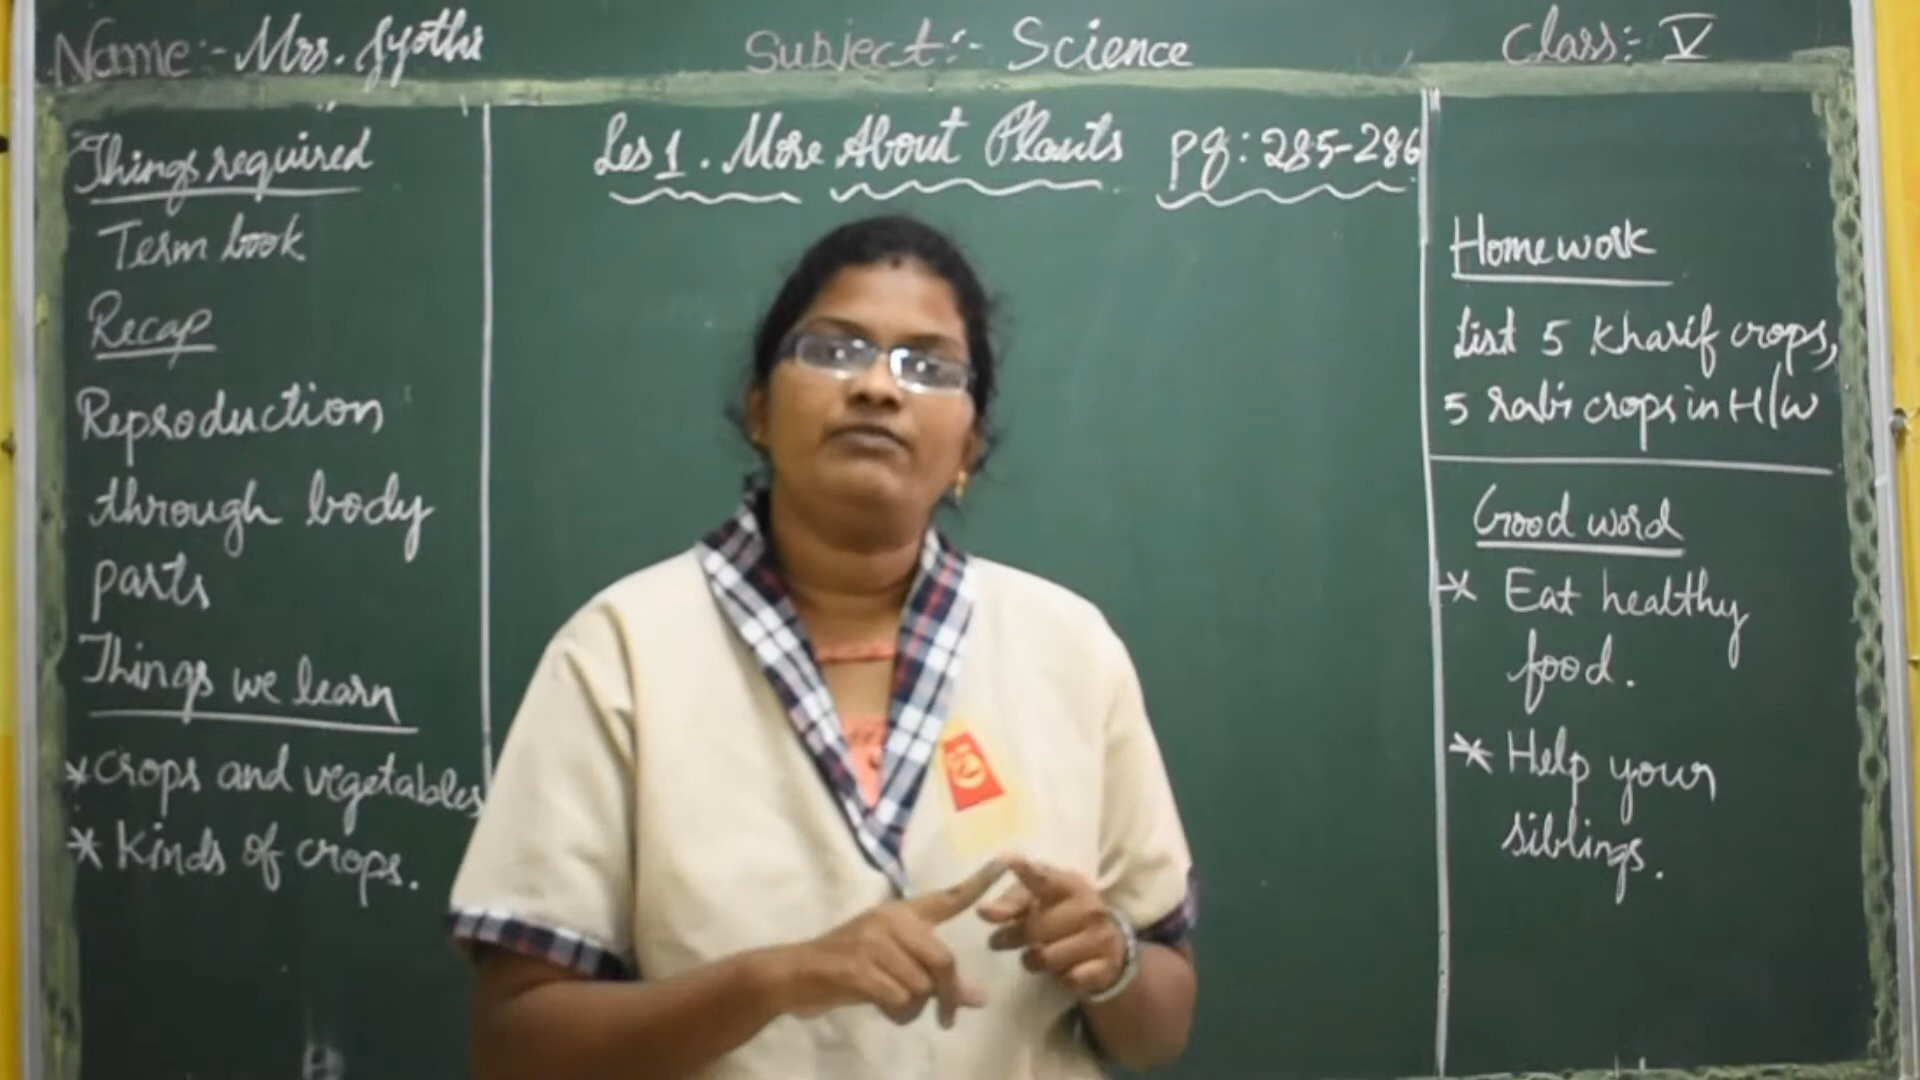 Name:- Mrs. Jyothi
Subject:- Science
Class:- V
Things required
Term book
Recap
Reproduction
through body
parts
Things we learn
* Crops and vegetables
* Kinds of crops.
Les 1. More About Plants pg: 285-286
Homework
List 5 Kharif crops,
5 rabi crops in H/W
Good word
* Eat healthy
food.
* Help your
siblings.